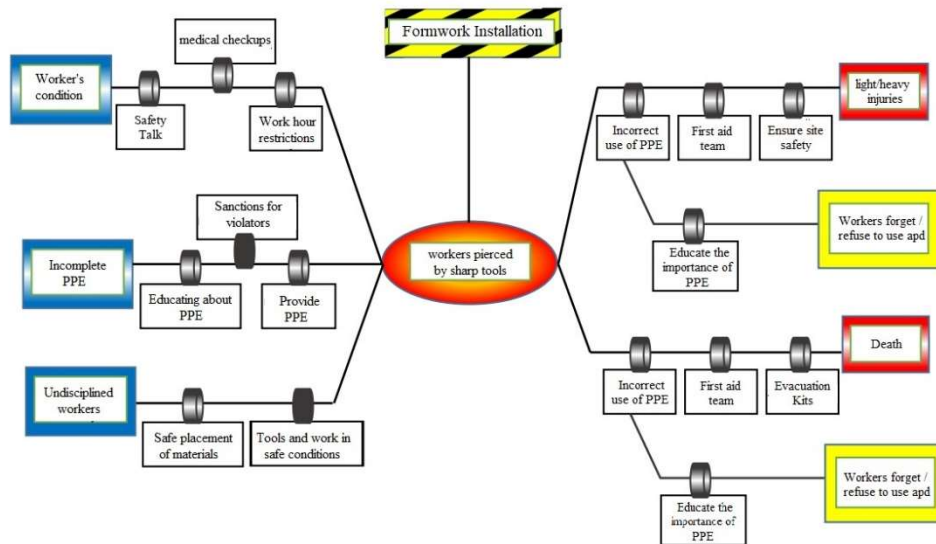 Formwork Installation
medical checkups
Worker's
condition
Safety
Talk
Work hour
restrictions
Sanctions for
violators
Incomplete
PPE
Educating about
PPE
Provide
PPE
Undisciplined
workers
Safe placement
of materials
Tools and work in
safe conditions
workers pierced
by sharp tools
light/heavy
injuries
Incorrect
use of PPE
First aid
team
Ensure site
safety
Workers forget /
refuse to use apd
Educate the
importance of
PPE
Death
Incorrect
use of PPE
First aid
team
Evacuation
Kits
Workers forget /
refuse to use apd
Educate the
importance of
PPE